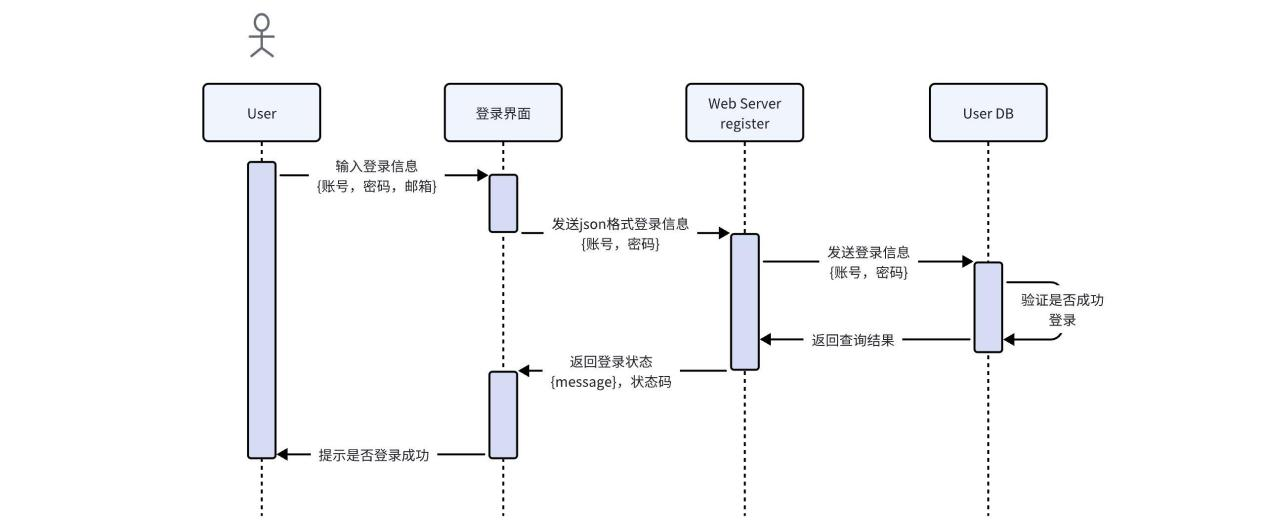 User
登录界面
Web Server
register
User DB
输入登录信息
{账号，密码，邮箱}
发送json格式登录信息
{账号，密码}
发送登录信息
{账号，密码}
验证是否成功
登录
返回查询结果
返回登录状态
{message}，状态码
提示是否登录成功